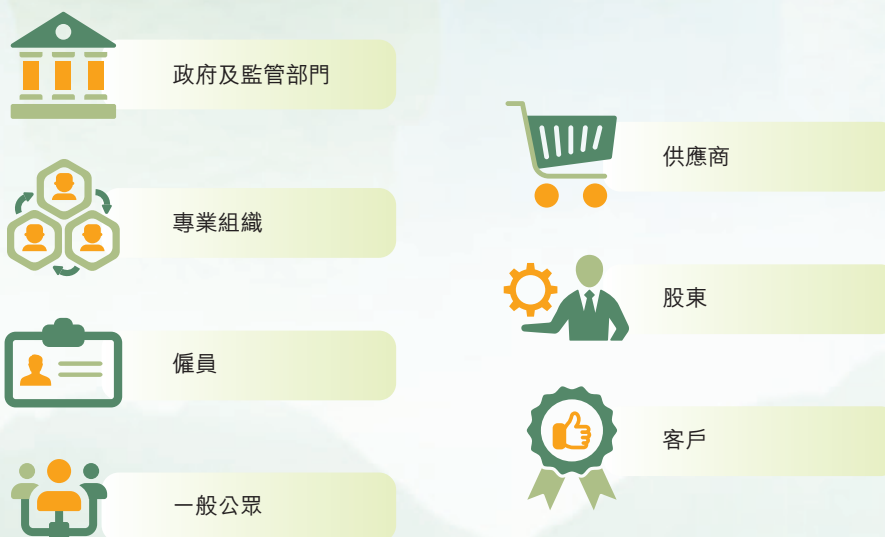 政府及監管部門
專業組織
僱員
一般公眾
供應商
股東
客戶